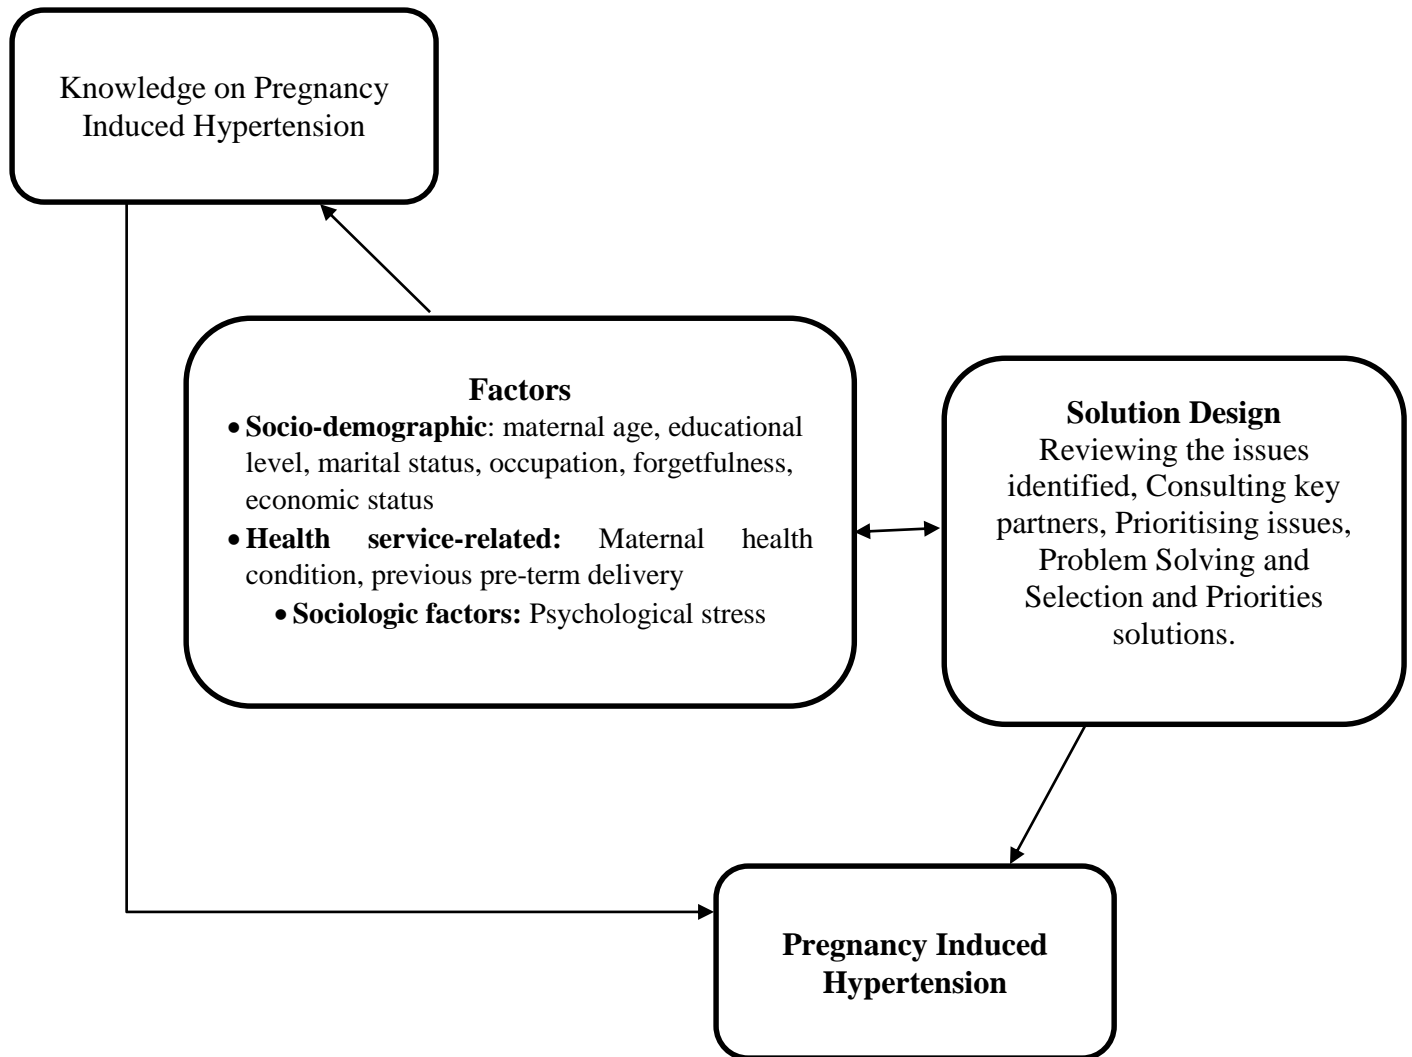 Knowledge on Pregnancy
Induced Hypertension
Factors
• Socio-demographic: maternal age, educational
level, marital status, occupation, forgetfulness,
economic status
• Health service-related: Maternal health
condition, previous pre-term delivery
• Sociologic factors: Psychological stress
Solution Design
Reviewing the issues
identified, Consulting key
partners, Prioritising issues,
Problem Solving and
Selection and Priorities
solutions.
Pregnancy Induced
Hypertension